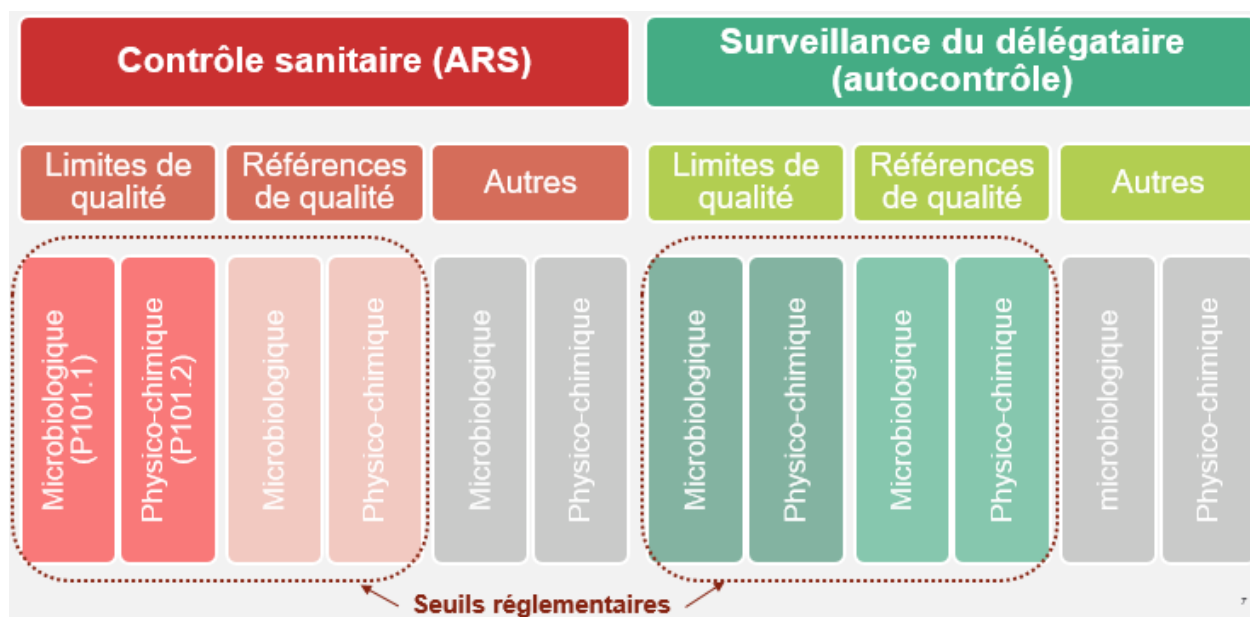 Contrôle sanitaire (ARS)
Surveillance du délégataire
(autocontrôle)
Limites de
qualité
Références
de qualité
Autres
Limites de
qualité
Références
de qualité
Autres
Microbiologique
(P101.1)
Physico-chimique
(P101.2)
Microbiologique
Physico-chimique
Microbiologique
Physico-chimique
Microbiologique
Physico-chimique
Microbiologique
Physico-chimique
microbiologique
Physico-chimique
Seuils réglementaires